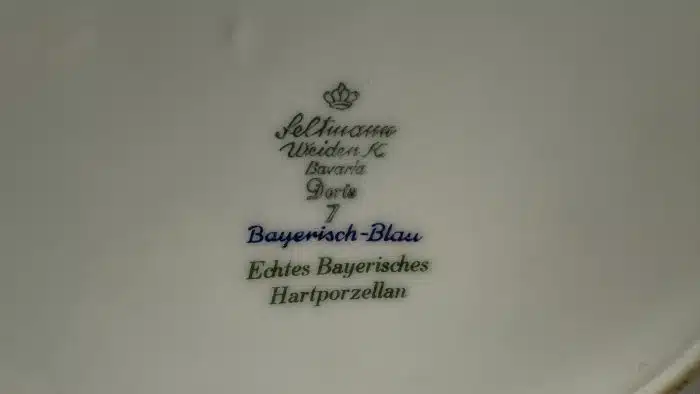 Seltmann
Weiden K
Bavaria
Doris
7
Bayerisch-Blau
Echtes Bayerisches
Hartporzellan